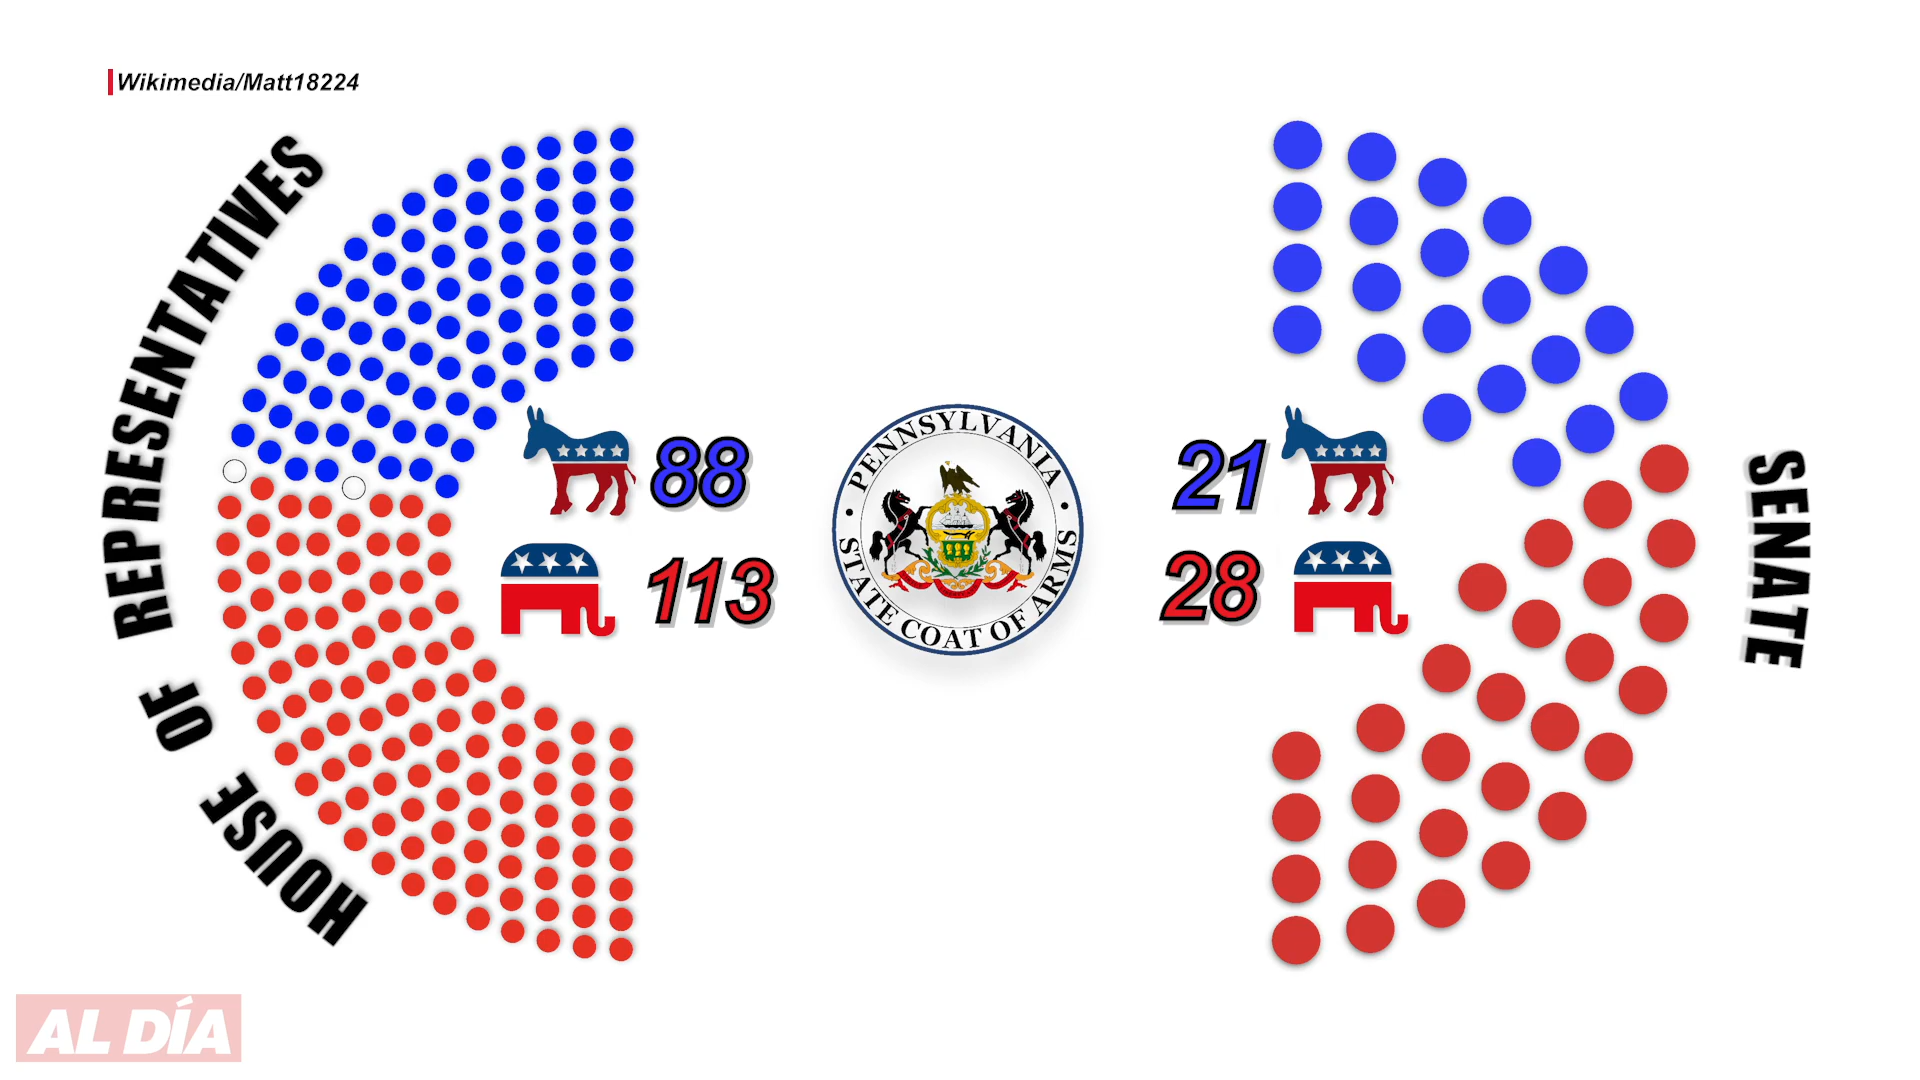 Wikimedia/Matt18224
HOUSE OF REPRESENTATIVES
88
113
PENNSYLVANIA
STATE COAT OF ARMS
21
28
SENATE
AL DÍA